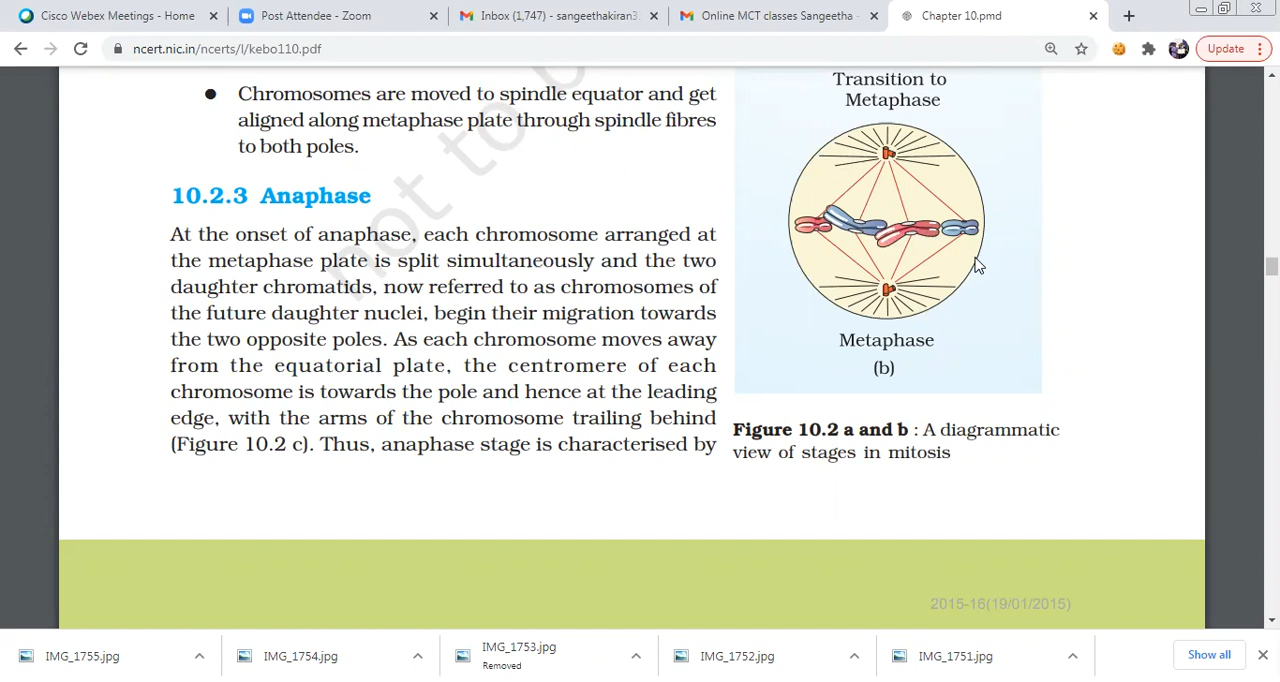 Cisco Webex Meetings - Home
Post Attendee - Zoom
Inbox (1,747) - sangeethakiran3
Online MCT classes Sangeetha
Chapter 10.pmd
ncert.nic.in/ncerts/l/kebo110.pdf
Update
Chromosomes are moved to spindle equator and get
aligned along metaphase plate through spindle fibres
to both poles.
10.2.3 Anaphase
At the onset of anaphase, each chromosome arranged at
the metaphase plate is split simultaneously and the two
daughter chromatids, now referred to as chromosomes of
the future daughter nuclei, begin their migration towards
the two opposite poles. As each chromosome moves away
from the equatorial plate, the centromere of each
chromosome is towards the pole and hence at the leading
edge, with the arms of the chromosome trailing behind
(Figure 10.2 c). Thus, anaphase stage is characterised by
not to b
Transition to
Metaphase
Metaphase
(b)
Figure 10.2 a and b : A diagrammatic
view of stages in mitosis
2015-16(19/01/2015)
IMG_1755.jpg
IMG_1754.jpg
IMG_1753.jpg
Removed
IMG_1752.jpg
IMG_1751.jpg
Show all